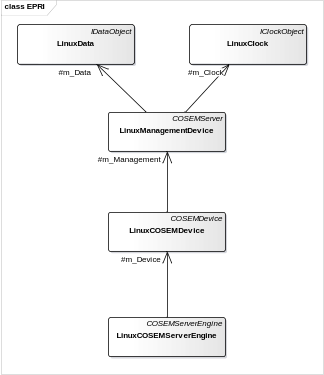 class EPRI
IDataObject
LinuxData
IClockObject
LinuxClock
#m_Data
#m_Clock
COSEMServer
LinuxManagementDevice
#m_Management
COSEMDevice
LinuxCOSEMDevice
#m_Device
COSEMServerEngine
LinuxCOSEMServerEngine